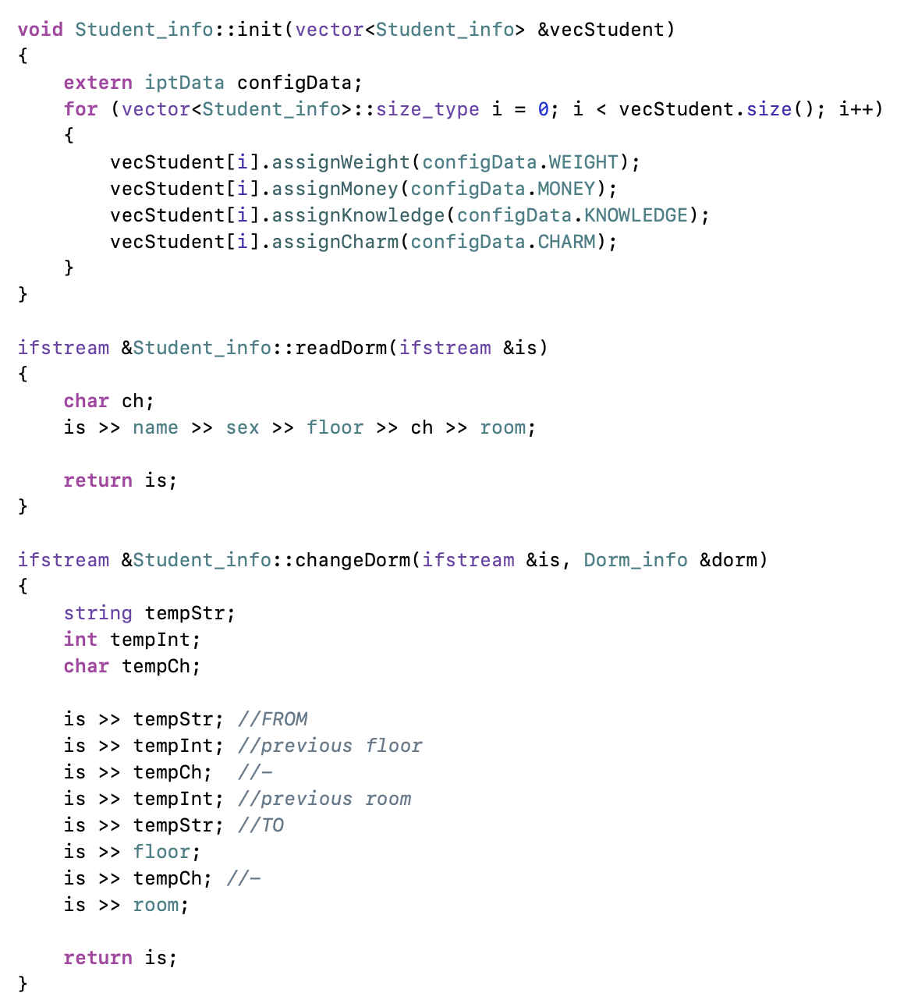 void Student_info::init(vector<Student_info> &vecStudent)
{
    extern iptData configData;
    for (vector<Student_info>::size_type i = 0; i < vecStudent.size(); i++)
    {
        vecStudent[i].assignWeight(configData.WEIGHT);
        vecStudent[i].assignMoney(configData.MONEY);
        vecStudent[i].assignKnowledge(configData.KNOWLEDGE);
        vecStudent[i].assignCharm(configData.CHARM);
    }
}

ifstream &Student_info::readDorm(ifstream &is)
{
    char ch;
    is >> name >> sex >> floor >> ch >> room;

    return is;
}

ifstream &Student_info::changeDorm(ifstream &is, Dorm_info &dorm)
{
    string tempStr;
    int tempInt;
    char tempCh;

    is >> tempStr; //FROM
    is >> tempInt; //previous floor
    is >> tempCh;  //-
    is >> tempInt; //previous room
    is >> tempStr; //TO
    is >> floor;
    is >> tempCh; //-
    is >> room;

    return is;
}